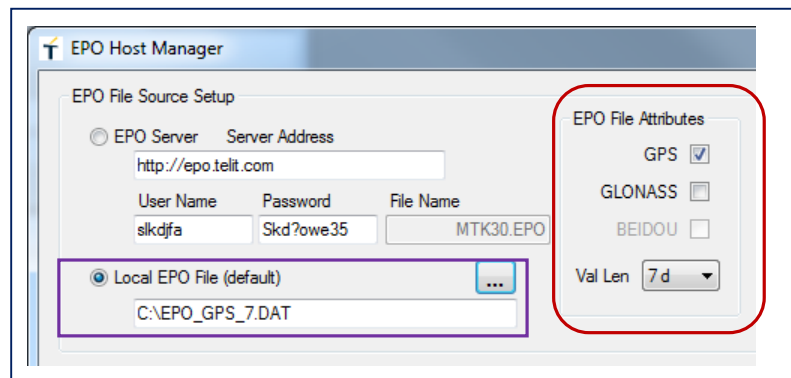 EPO Host Manager
EPO File Source Setup
EPO Server Server Address
http://epo.telit.com
User Name Password File Name
slkdjfa Skd?owe35 MTK30.EPO
Local EPO File (default) ...
C:\EPO_GPS_7.DAT
EPO File Attributes
GPS
GLONASS
BEIDOU
Val Len 7 d